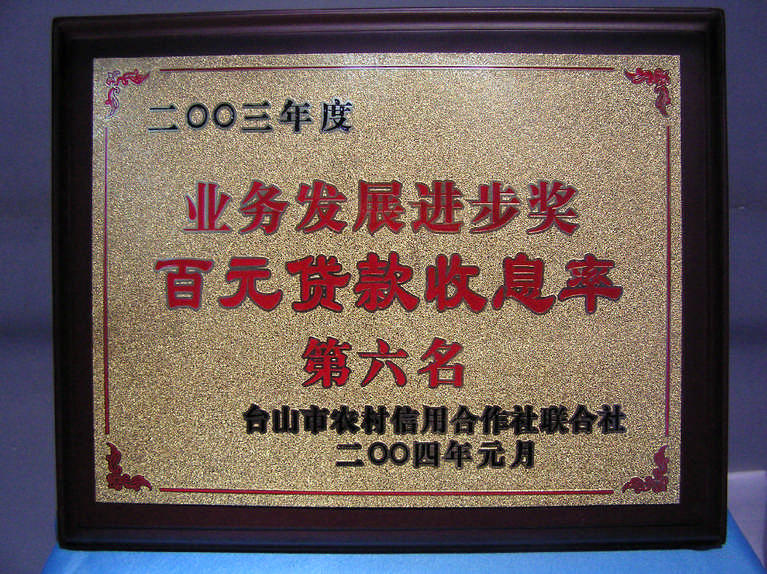 二〇〇三年度
业务发展进步奖
百元贷款收息率
第六名
台山市农村信用合作社联合社
二〇〇四年元月